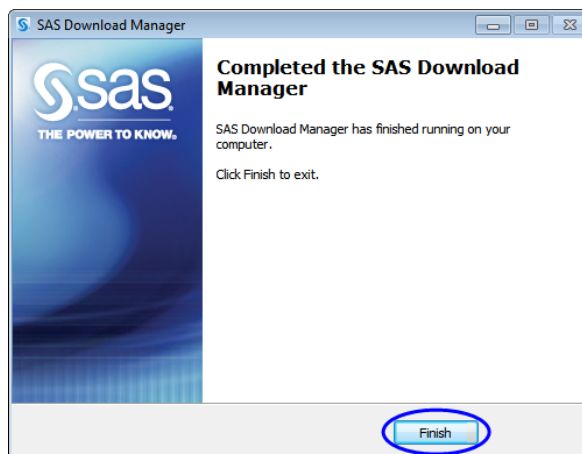 SAS Download Manager
sas
THE POWER TO KNOW.
Completed the SAS Download
Manager
SAS Download Manager has finished running on your
computer.
Click Finish to exit.
Finish